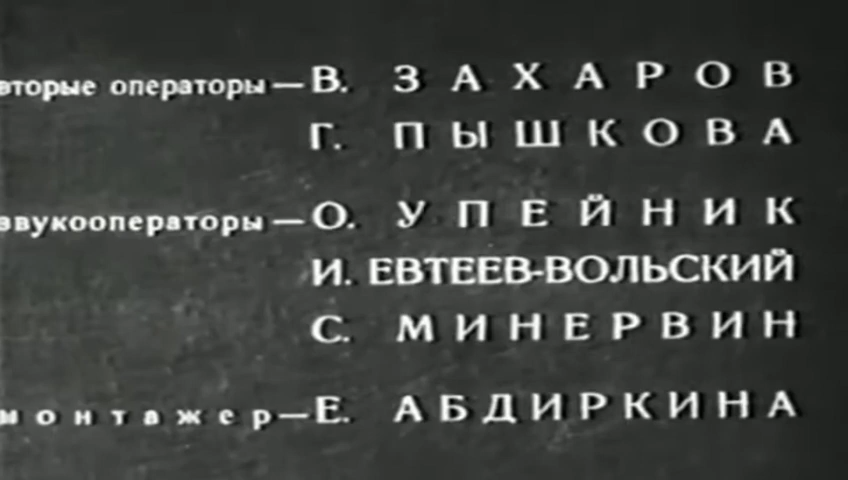 вторые операторы — В. ЗАХАРОВ
Г. ПЫШКОВА
звукооператоры — О. УПЕЙНИК
И. ЕВТЕЕВ-ВОЛЬСКИЙ
С. МИНЕРВИН
монтажер — Е. АБДИРКИНА